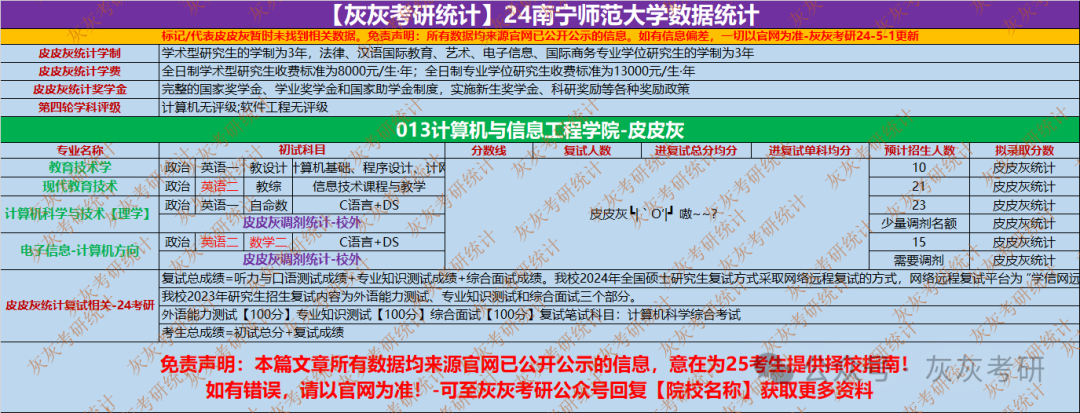 【灰灰考研统计】24南宁师范大学数据统计
标记/代表皮皮灰暂时未找到相关数据。免责声明：所有数据均来源官网已公开公示的信息。如有信息偏差，一切以官网为准-灰灰考研24-5-1更新
皮皮灰统计学制 学术型研究生的学制为3年，法律、汉语国际教育、艺术、电子信息、国际商务专业学位研究生的学制为3年
皮皮灰统计学费 全日制学术型研究生收费标准为8000元/生·年；全日制专业学位研究生收费标准为13000元/生·年
皮皮灰统计奖学金 完整的国家奖学金、学业奖学金和国家助学金制度，实施新生奖学金、科研奖励等各种奖励政策
第四轮学科评级 计算机无评级;软件工程无评级
013计算机与信息工程学院-皮皮灰
专业名称 初试科目 分数线 复试人数 进复试总分均分 进复试单科均分 预计招生人数 拟录取分数
教育技术学 政治 英语一 教设计 计算机基础、程序设计、计网 10 皮皮灰统计
现代教育技术 政治 英语二 教综 信息技术课程与教学 21 皮皮灰统计
计算机科学与技术【理学】 政治 英语一 自命数 C语言+DS 23 皮皮灰统计
皮皮灰调剂统计-校外 少量调剂名额 皮皮灰统计
皮皮灰┗|｀O′|┛ 嗷~~?
电子信息-计算机方向 政治 英语二 数学二 C语言+DS 15 皮皮灰统计
皮皮灰调剂统计-校外 需要调剂 皮皮灰统计
皮皮灰统计复试相关-24考研
复试总成绩=听力与口语测试成绩+专业知识测试成绩+综合面试成绩。我校2024年全国硕士研究生复试方式采取网络远程复试的方式，网络远程复试平台为“学信网远
我校2023年研究生招生复试内容为外语能力测试、专业知识测试和综合面试三个部分。
外语能力测试【100分】专业知识测试【100分】综合面试【100分】复试笔试科目：计算机科学综合考试
考生总成绩=初试总分+复试成绩
免责声明：本篇文章所有数据均来源官网已公开公示的信息，意在为25考生提供择校指南！
如有错误，请以官网为准！-可至灰灰考研公众号回复【院校名称】获取更多资料
公众号 灰灰考研
灰灰考研统计